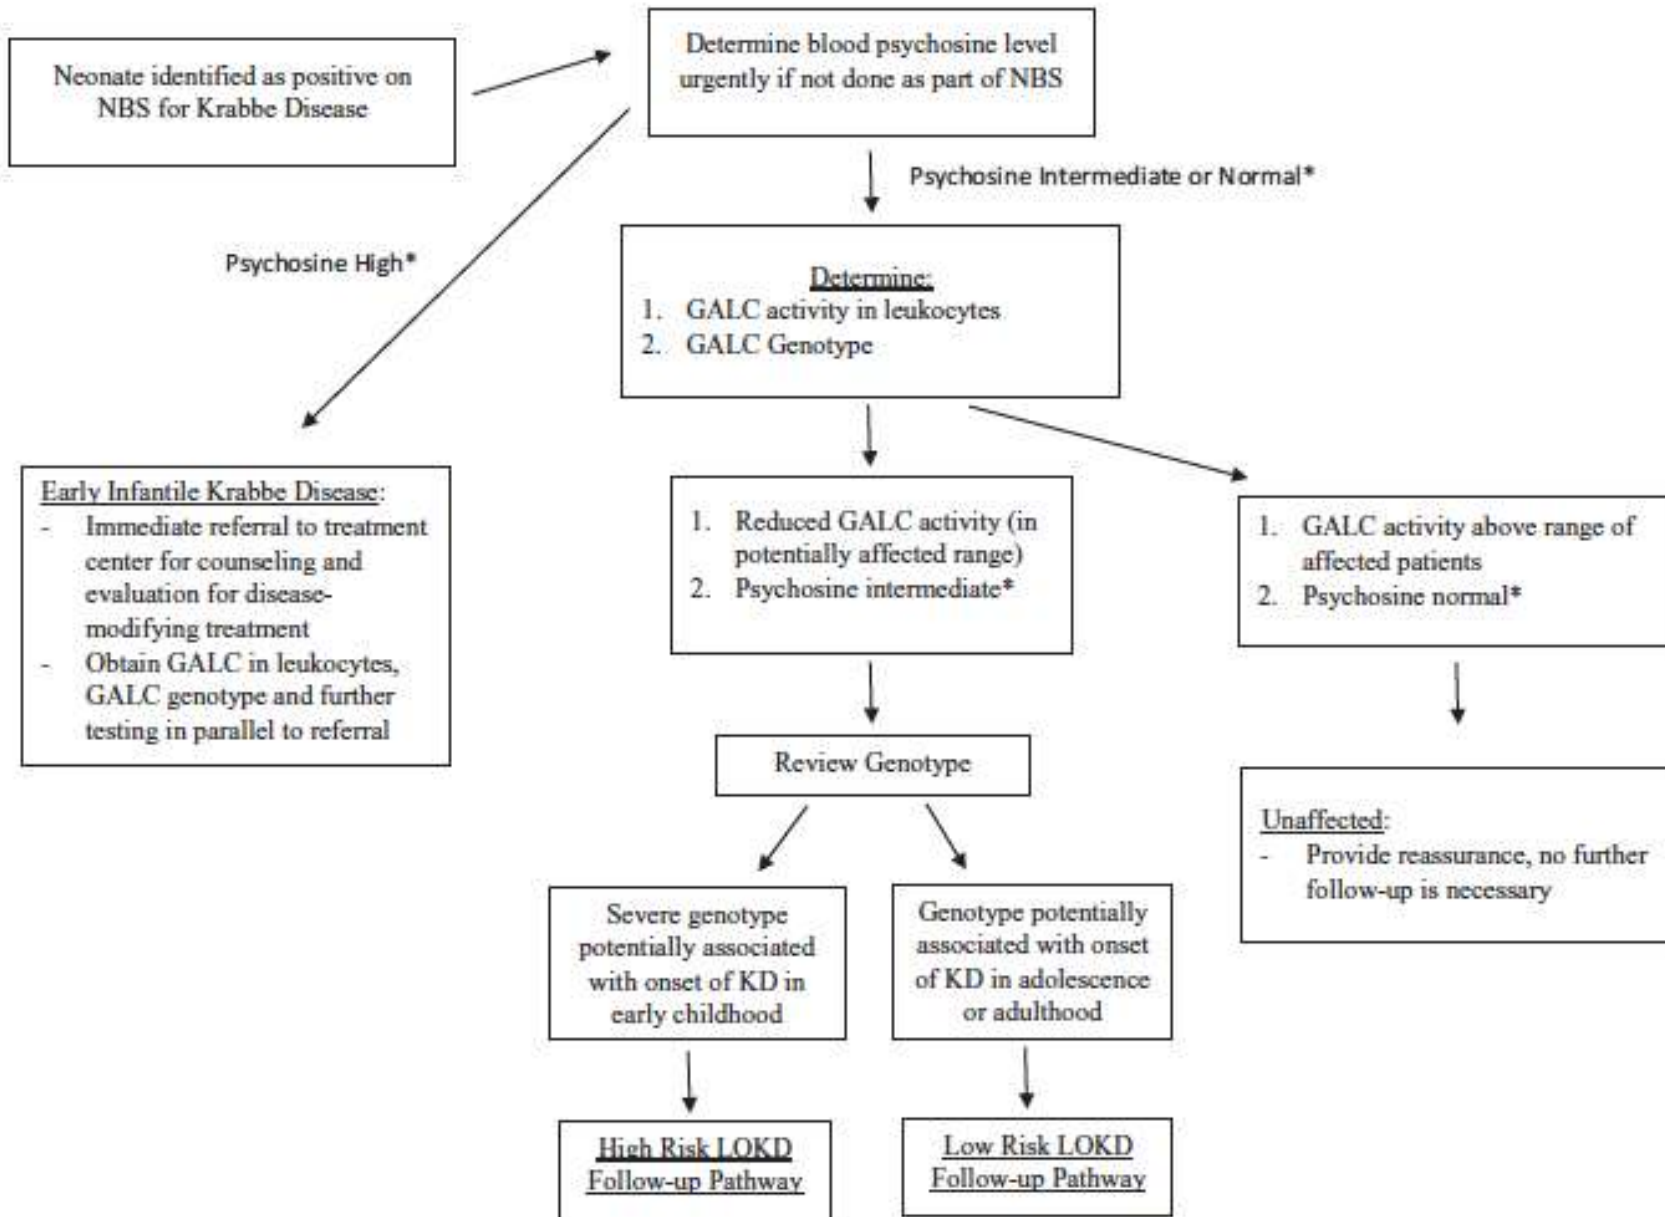 Neonate identified as positive on
NBS for Krabbe Disease
Determine blood psychosine level
urgently if not done as part of NBS
Psychosine Intermediate or Normal*
Psychosine High*
Determine:
1. GALC activity in leukocytes
2. GALC Genotype
Early Infantile Krabbe Disease:
- Immediate referral to treatment
center for counseling and
evaluation for disease-
modifying treatment
- Obtain GALC in leukocytes,
GALC genotype and further
testing in parallel to referral
1. Reduced GALC activity (in
potentially affected range)
2. Psychosine intermediate*
1. GALC activity above range of
affected patients
2. Psychosine normal*
Review Genotype
Unaffected:
- Provide reassurance, no further
follow-up is necessary
Severe genotype
potentially associated
with onset of KD in
early childhood
Genotype potentially
associated with onset
of KD in adolescence
or adulthood
High Risk LOKD
Follow-up Pathway
Low Risk LOKD
Follow-up Pathway